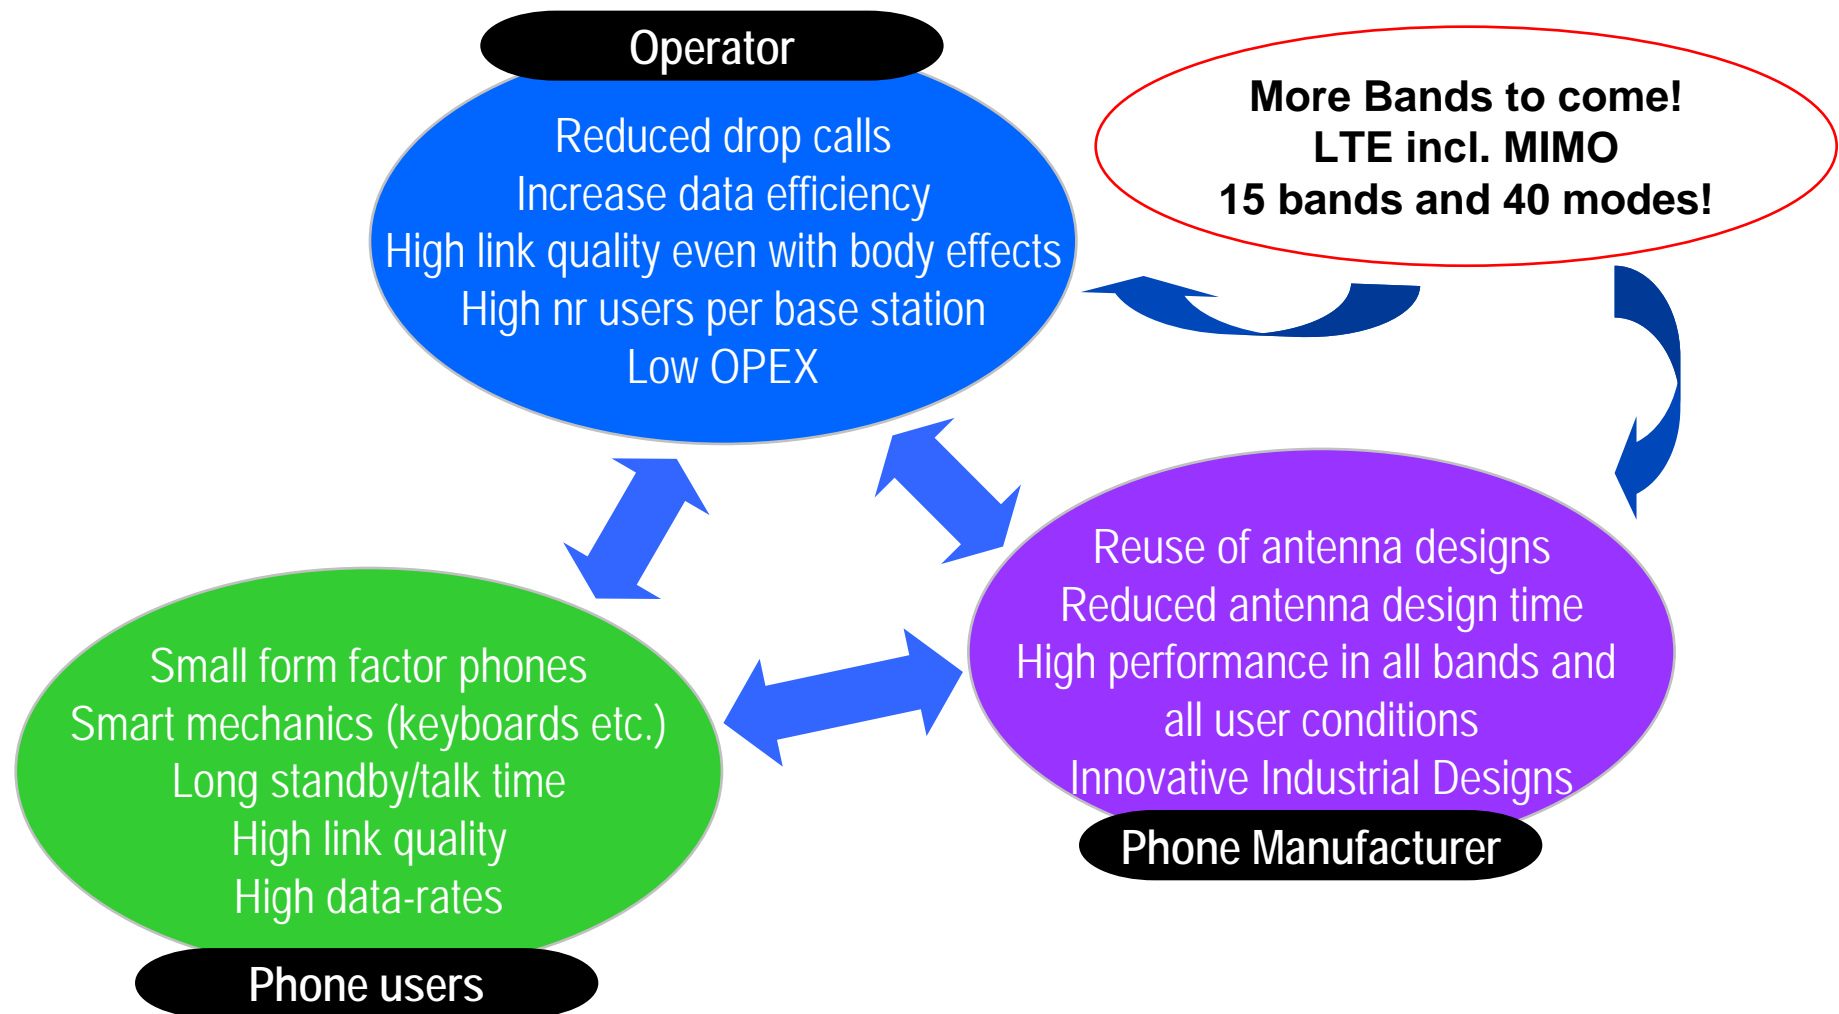 Operator
Reduced drop calls
Increase data efficiency
High link quality even with body effects
High nr users per base station
Low OPEX
More Bands to come!
LTE incl. MIMO
15 bands and 40 modes!
Reuse of antenna designs
Reduced antenna design time
High performance in all bands and
all user conditions
Innovative Industrial Designs
Phone Manufacturer
Small form factor phones
Smart mechanics (keyboards etc.)
Long standby/talk time
High link quality
High data-rates
Phone users